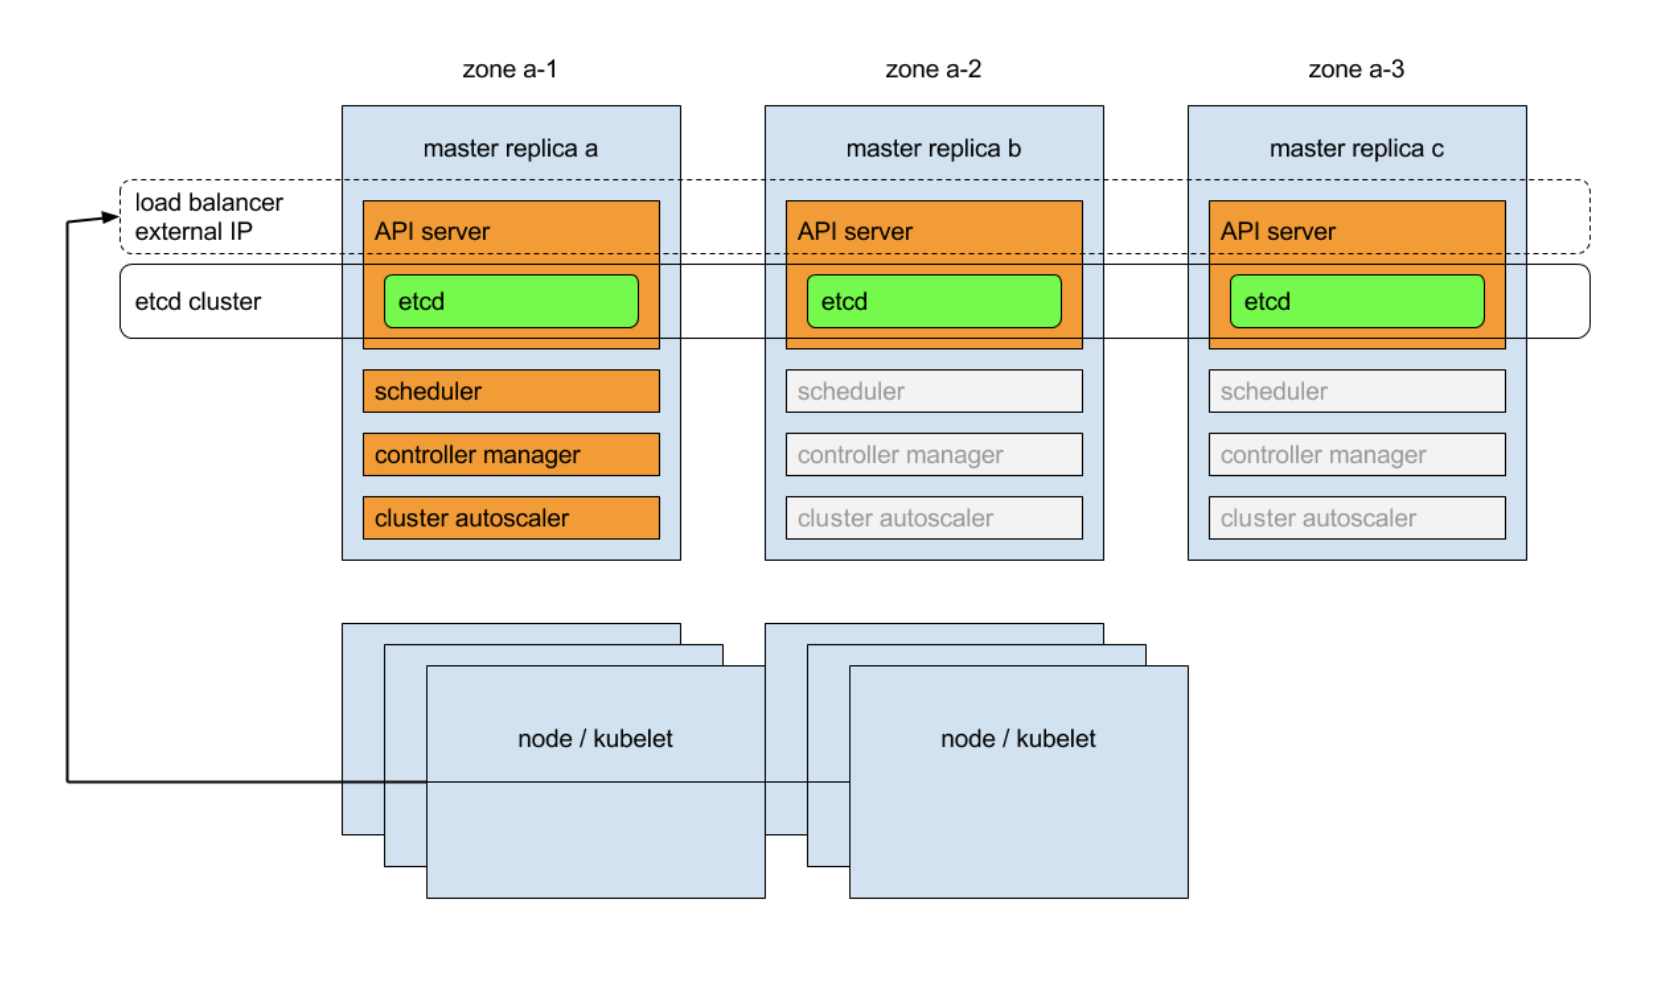 zone a-1
zone a-2
zone a-3
master replica a
master replica b
master replica c
load balancer
external IP
API server
API server
API server
etcd cluster
etcd
etcd
etcd
scheduler
scheduler
scheduler
controller manager
controller manager
controller manager
cluster autoscaler
cluster autoscaler
cluster autoscaler
node / kubelet
node / kubelet